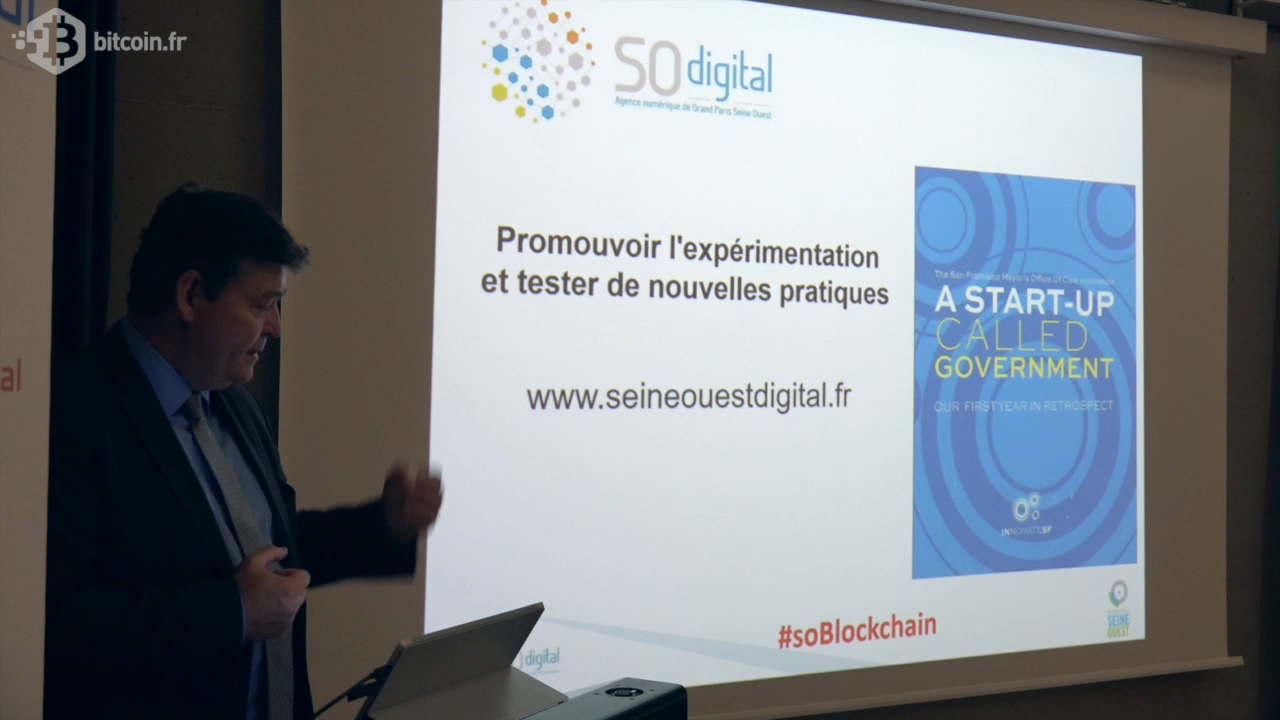 bitcoin.fr
SO digital
Agence numérique de Grand Paris Seine Ouest
Promouvoir l'expérimentation
et tester de nouvelles pratiques
www.seineouestdigital.fr
The San Francisco Mayor's Office Of Civic
A START-UP
CALLED
GOVERNMENT
OUR FIRST YEAR IN RETROSPECT
INNOVATESF
#soBlockchain
SEINE
OUEST
digital
al